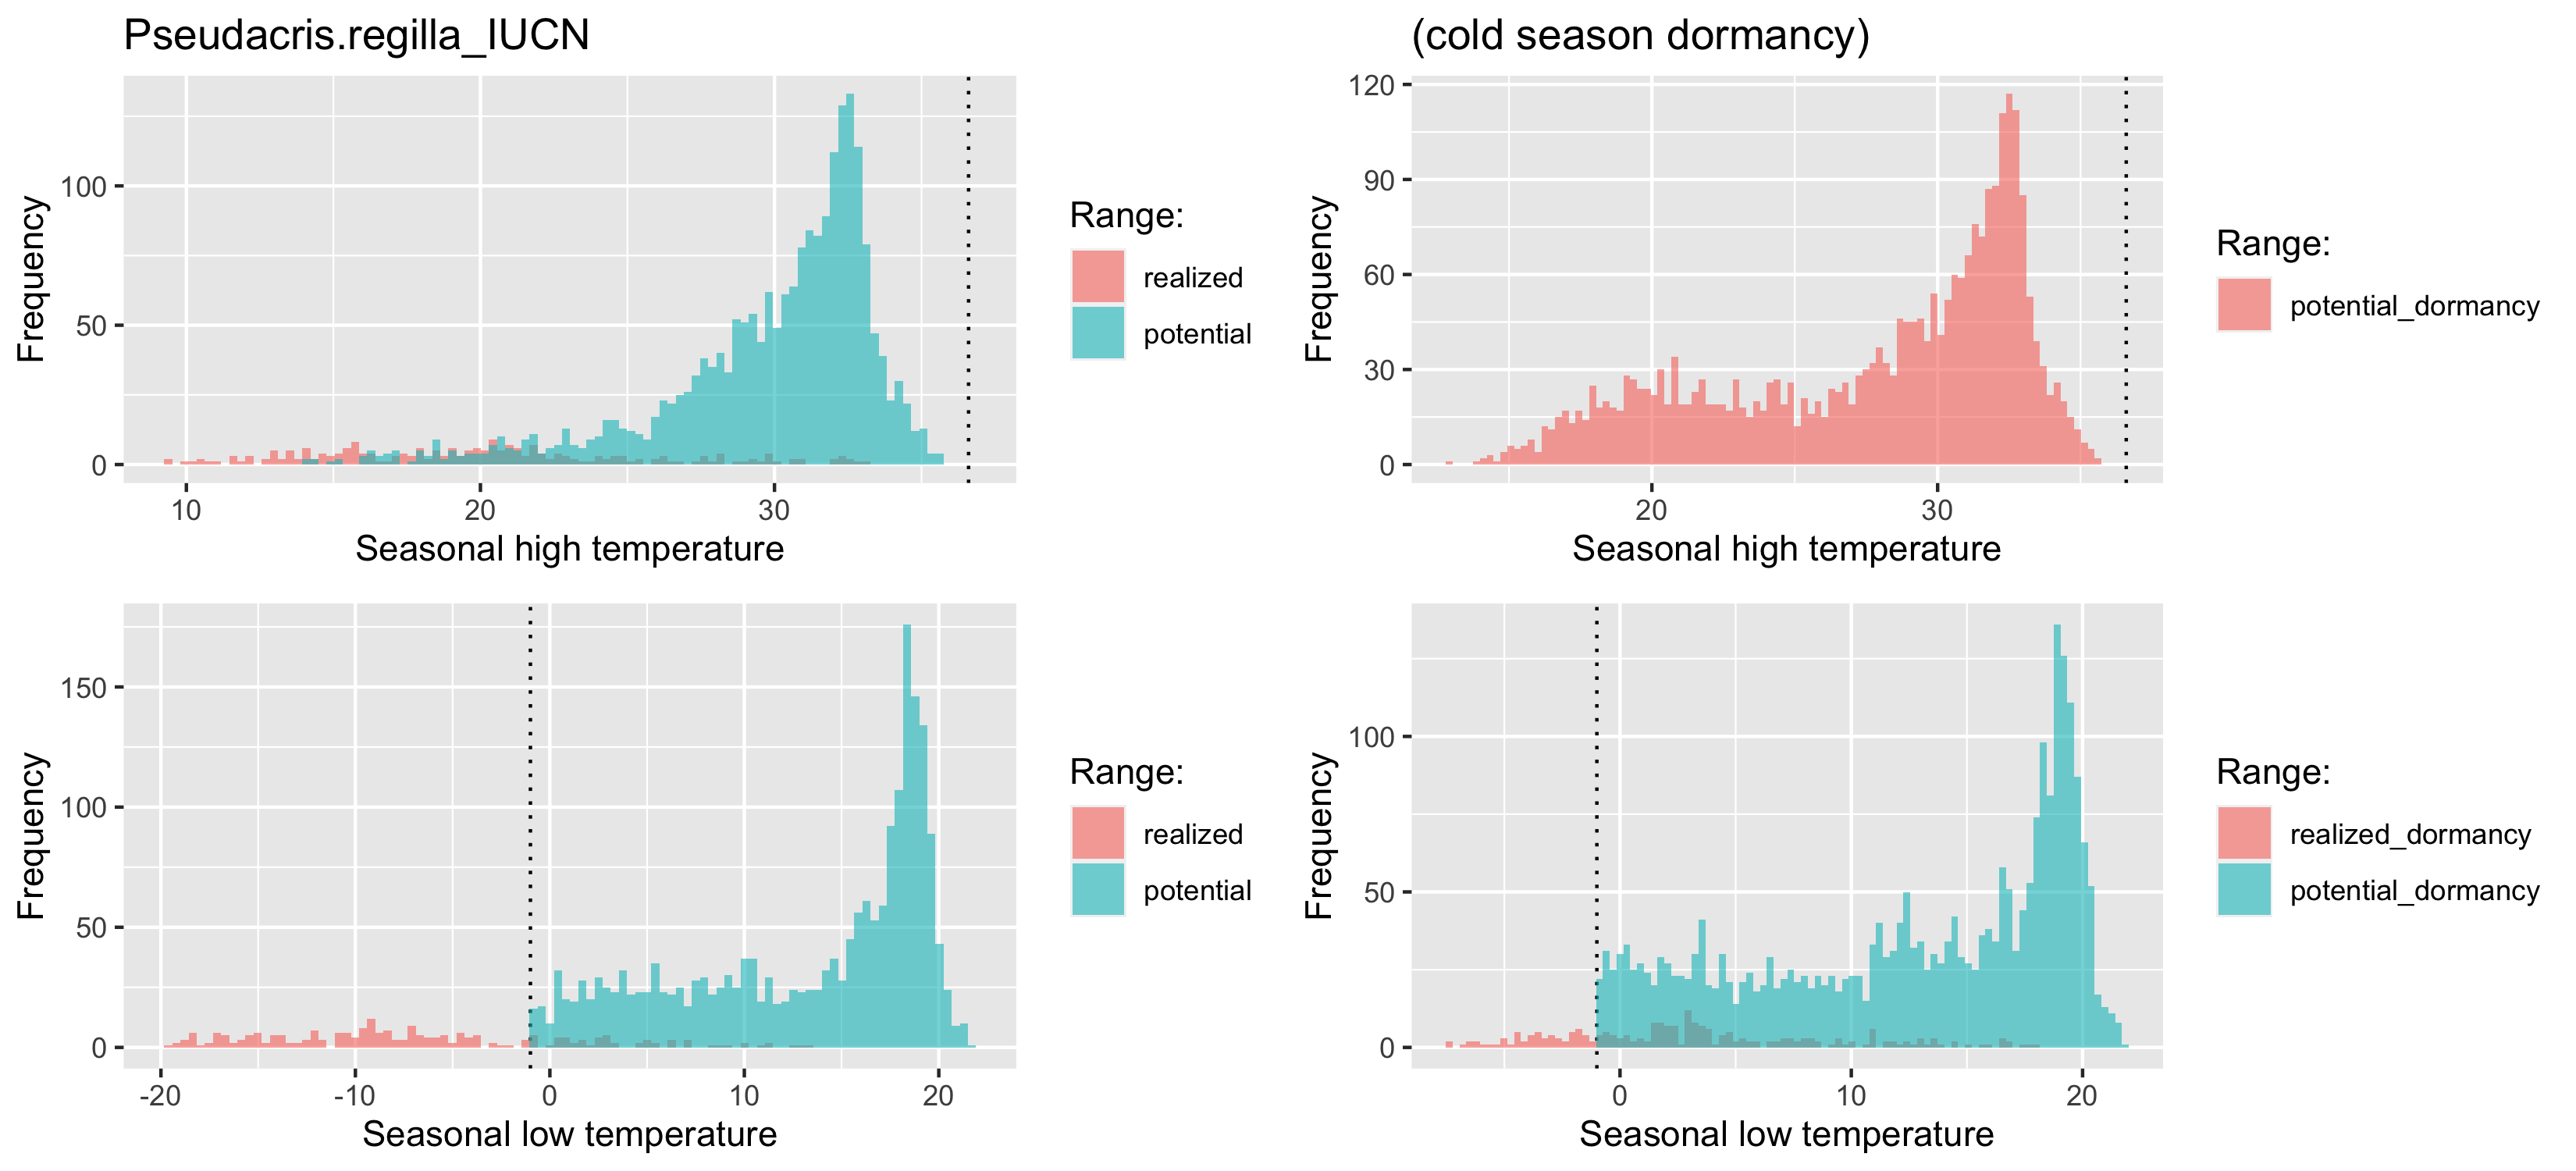 Pseudacris.regilla_IUCN
(cold season dormancy)
Frequency
100
50
0
10
20
30
Seasonal high temperature
Range:
realized
potential
Frequency
120
90
60
30
0
20
30
Seasonal high temperature
Range:
potential_dormancy
Frequency
150
100
50
0
-20
-10
0
10
20
Seasonal low temperature
Range:
realized
potential
Frequency
100
50
0
0
10
20
Seasonal low temperature
Range:
realized_dormancy
potential_dormancy